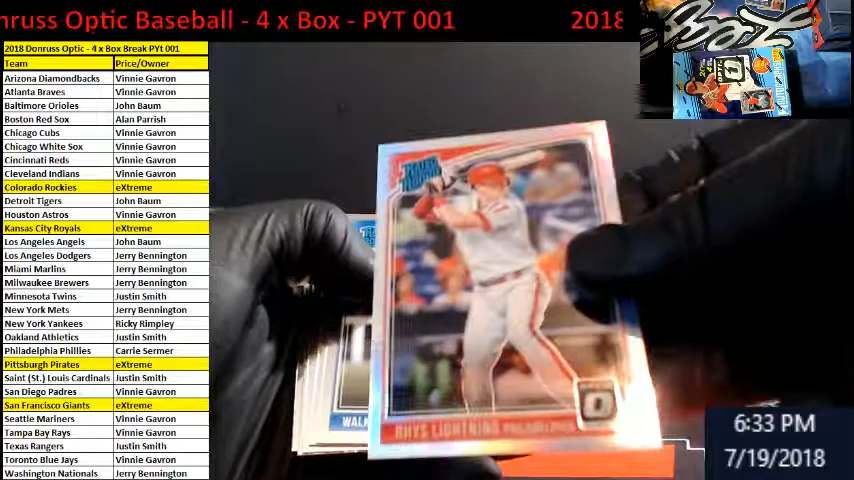 nruss Optic Baseball - 4 x Box - PYT 001 2018
2018 Donruss Optic - 4 x Box Break PYt 001
Team Price/Owner
Arizona Diamondbacks Vinnie Gavron
Atlanta Braves Vinnie Gavron
Baltimore Orioles John Baum
Boston Red Sox Alan Parrish
Chicago Cubs Vinnie Gavron
Chicago White Sox Vinnie Gavron
Cincinnati Reds Vinnie Gavron
Cleveland Indians Vinnie Gavron
Colorado Rockies eXtreme
Detroit Tigers John Baum
Houston Astros Vinnie Gavron
Kansas City Royals eXtreme
Los Angeles Angels John Baum
Los Angeles Dodgers Jerry Bennington
Miami Marlins Jerry Bennington
Milwaukee Brewers Jerry Bennington
Minnesota Twins Justin Smith
New York Mets Jerry Bennington
New York Yankees Ricky Rimpley
Oakland Athletics Justin Smith
Philadelphia Phillies Carrie Sermer
Pittsburgh Pirates eXtreme
Saint (St.) Louis Cardinals Justin Smith
San Diego Padres Vinnie Gavron
San Francisco Giants eXtreme
Seattle Mariners Vinnie Gavron
Tampa Bay Rays Vinnie Gavron
Texas Rangers Justin Smith
Toronto Blue Jays Vinnie Gavron
Washington Nationals Jerry Bennington
RHYS LIGHTNING PHILADELPHIA
WALK
6:33 PM
7/19/2018